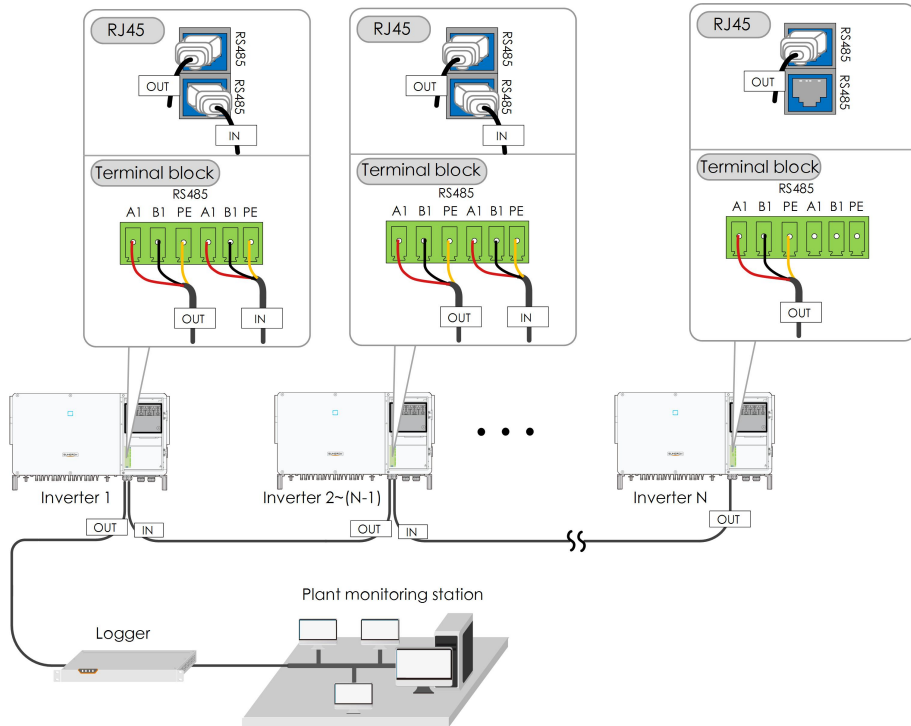 RJ45
RS485
RS485
OUT
IN
Terminal block
RS485
A1 B1 PE A1 B1 PE
OUT
IN
RJ45
RS485
RS485
OUT
IN
Terminal block
RS485
A1 B1 PE A1 B1 PE
OUT
IN
RJ45
RS485
RS485
OUT
Terminal block
RS485
A1 B1 PE A1 B1 PE
OUT
Inverter 1
Inverter 2~(N-1)
Inverter N
OUT
IN
OUT
IN
OUT
Plant monitoring station
Logger